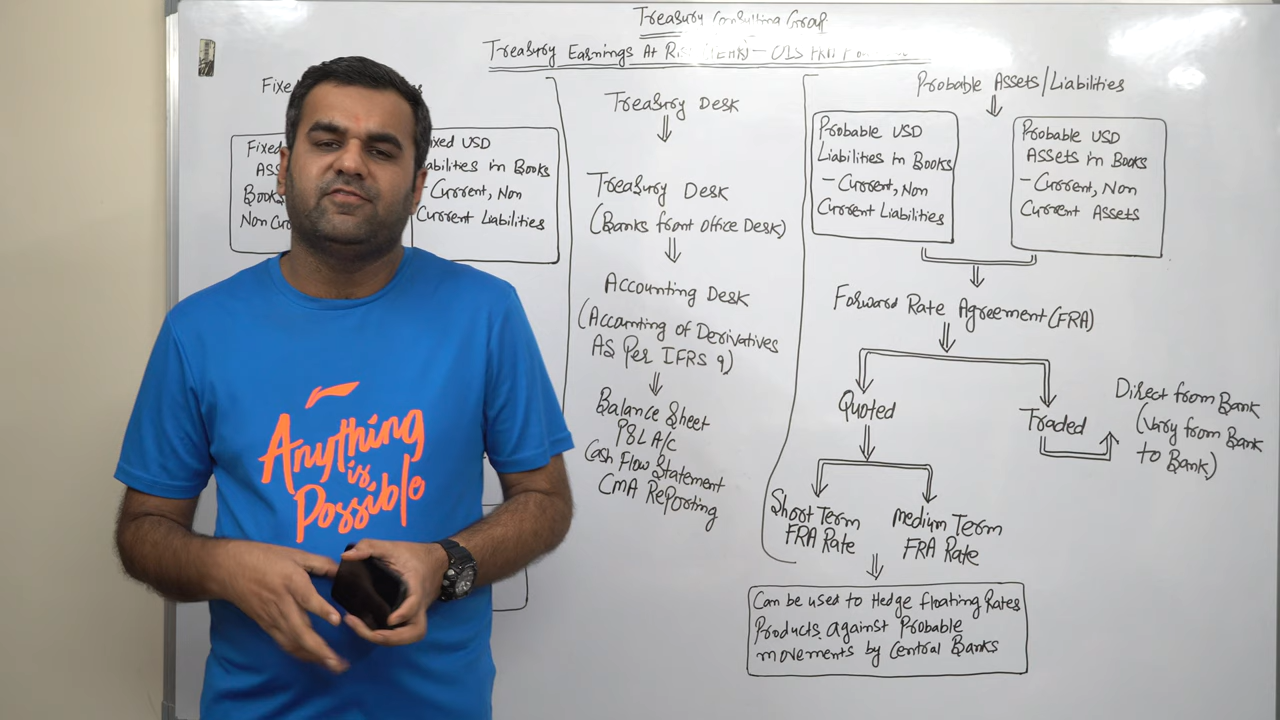 Treasury Consulting Group
Treasury Earnings At Risk
Fixe
Fixed
Ass
Books
Non Cur
ixed USD
abilities in Books
- Current, Non
Current Liabilities
Treasury Desk
Treasury Desk
(Banks front office Desk)
Accounting Desk
(Accounting of Derivatives
AS Per IFRS 9)
Balance Sheet
P&L A/C
Cash Flow Statement
CMA Reporting
Probable Assets/Liabilities
Probable USD
Liabilities in Books
- Current, Non
Current Liabilities
Probable USD
Assets in Books
- Current, Non
Current Assets
Forward Rate Agreement (FRA)
Quoted
Traded
Direct from Bank
(Vary from Bank
to Bank)
Short Term
FRA Rate
Medium Term
FRA Rate
Can be used to Hedge floating Rates
Products Against Probable
movements by Central Banks
Anything
is
Possible